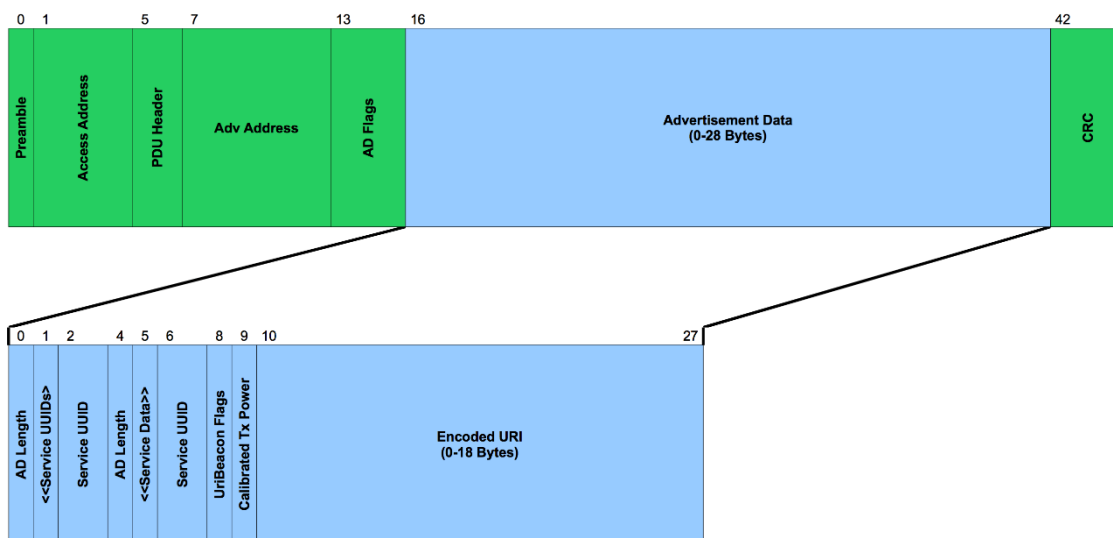 0 1 5 7 13 16 42
Preamble
Access Address
PDU Header
Adv Address
AD Flags
Advertisement Data
(0-28 Bytes)
CRC
0 1 2 4 5 6 8 9 10 27
AD Length
<<Service UUIDs>
Service UUID
AD Length
<<Service Data>>
Service UUID
UriBeacon Flags
Calibrated Tx Power
Encoded URI
(0-18 Bytes)